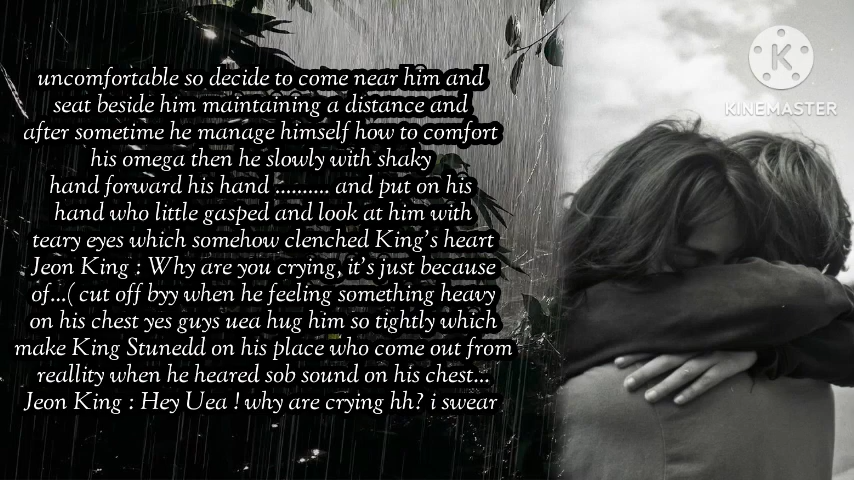 uncomfortable so decide to come near him and
seat beside him maintaining a distance and
after sometime he manage himself how to comfort
his omega then he slowly with shaky
hand forward his hand .......... and put on his
hand who little gasped and look at him with
teary eyes which somehow clenched King's heart
Jeon King : Why are you crying, it's just because
of...( cut off byy when he feeling something heavy
on his chest yes guys uea hug him so tightly which
make King Stunedd on his place who come out from
reallity when he heared sob sound on his chest...
Jeon King : Hey Uea ! why are crying hh? i swear
K
KINEMASTER